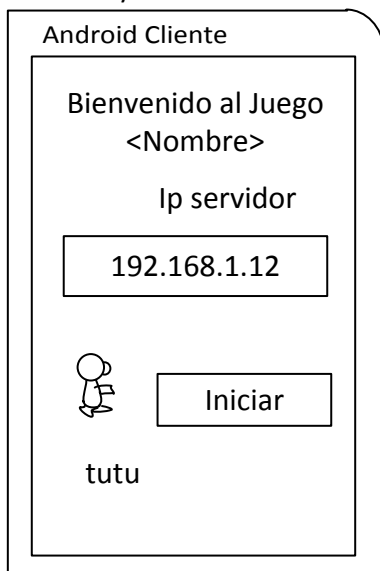 Android Cliente
Bienvenido al Juego
<Nombre>
Ip servidor
192.168.1.12
Iniciar
tutu